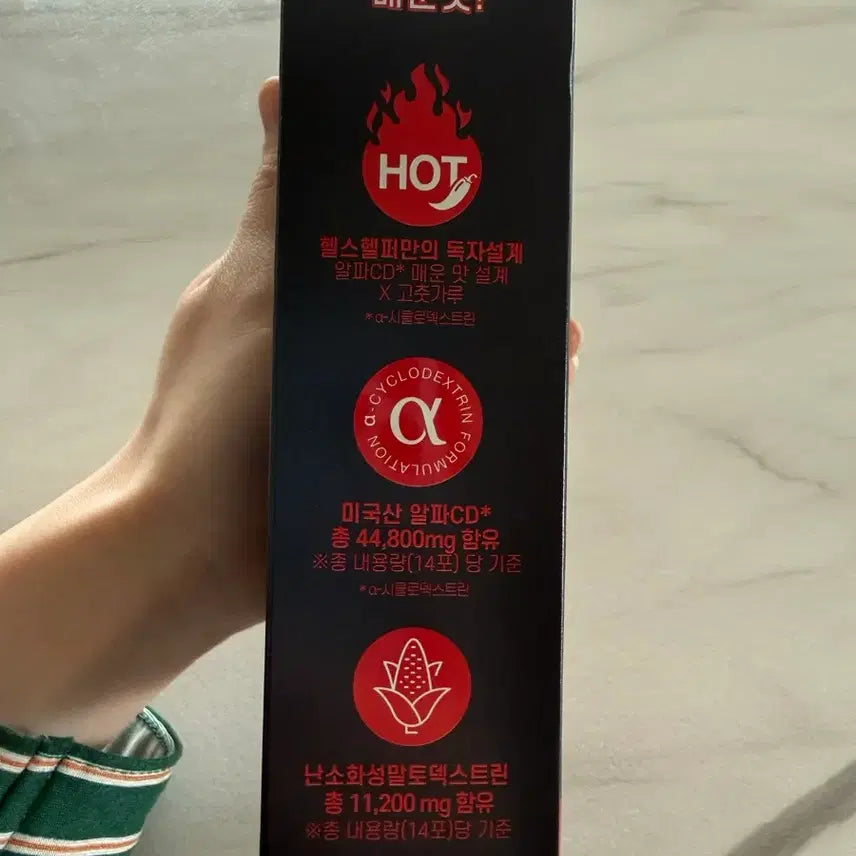 매운맛!
HOT
헬스헬퍼만의 독자설계
알파CD* 매운 맛 설계
X 고춧가루
*α-시클로덱스트린
α-CYCLODEXTRIN FORMULATION
α
미국산 알파CD*
총 44,800mg 함유
※총 내용량(14포) 당 기준
*α-시클로덱스트린
난소화성말토덱스트린
총 11,200 mg 함유
※총 내용량(14포)당 기준